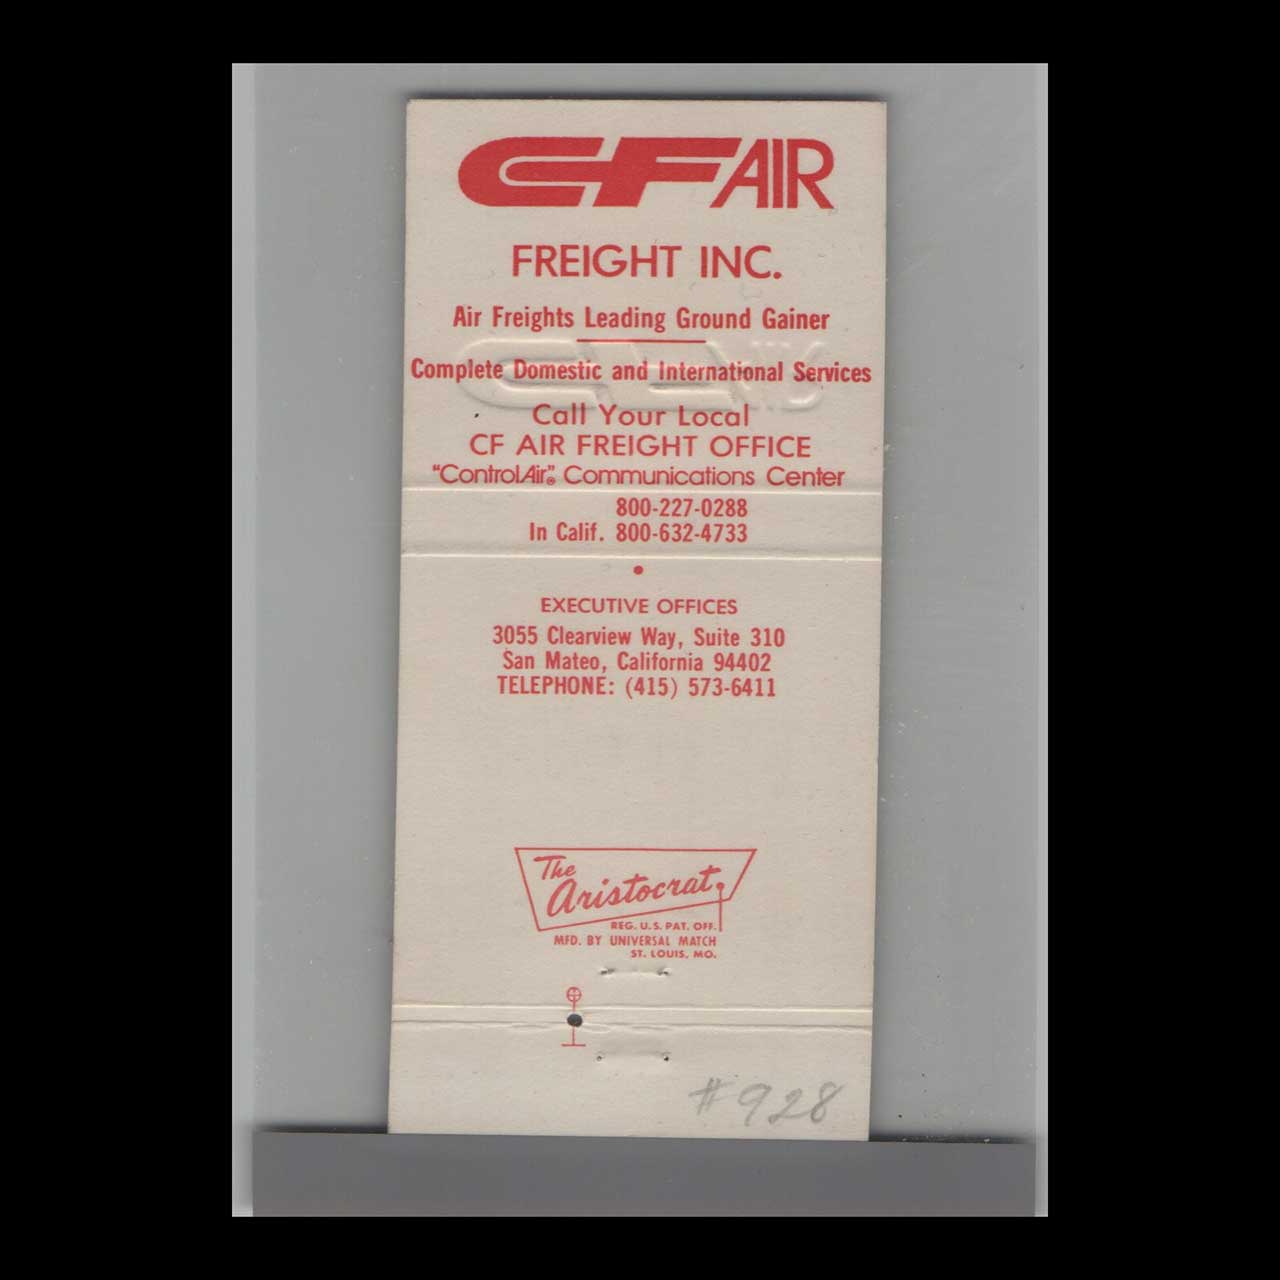 CF AIR
FREIGHT INC.
Air Freights Leading Ground Gainer
Complete Domestic and International Services
Call Your Local
CF AIR FREIGHT OFFICE
"ControlAir"® Communications Center
800-227-0288
In Calif. 800-632-4733
•
EXECUTIVE OFFICES
3055 Clearview Way, Suite 310
San Mateo, California 94402
TELEPHONE: (415) 573-6411
The
Aristocrat
REG. U.S. PAT. OFF.
MFD. BY UNIVERSAL MATCH
ST. LOUIS, MO.
#928